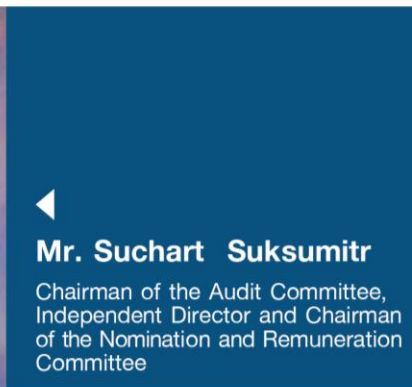 Mr. Suchart Suksumitr
Chairman of the Audit Committee,
Independent Director and Chairman
of the Nomination and Remuneration
Committee